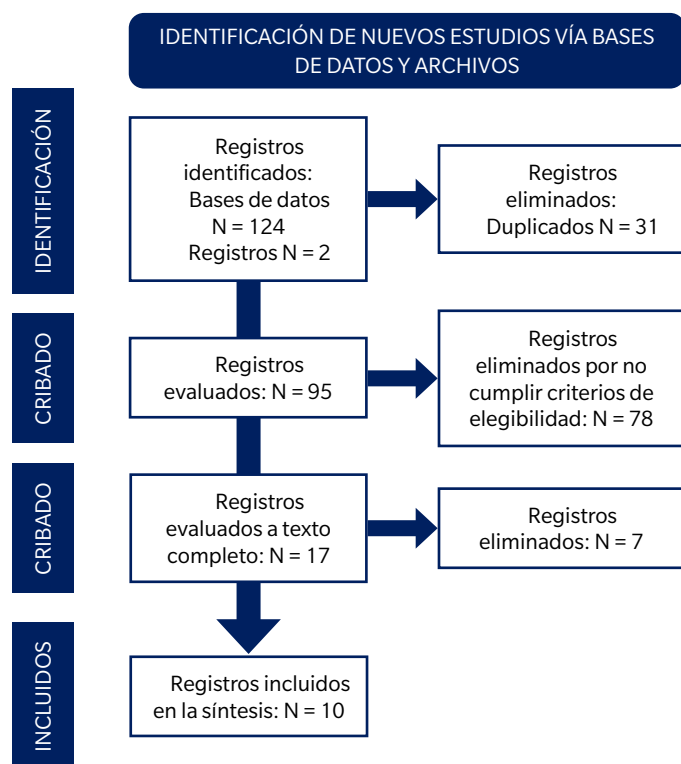 IDENTIFICACIÓN DE NUEVOS ESTUDIOS VÍA BASES
DE DATOS Y ARCHIVOS
IDENTIFICACIÓN
Registros
identificados:
Bases de datos
N = 124
Registros N = 2
Registros
eliminados:
Duplicados N = 31
CRIBADO
Registros
evaluados: N = 95
Registros
eliminados por no
cumplir criterios de
elegibilidad: N = 78
CRIBADO
Registros
evaluados a texto
completo: N = 17
Registros
eliminados: N = 7
INCLUIDOS
Registros incluidos
en la síntesis: N = 10